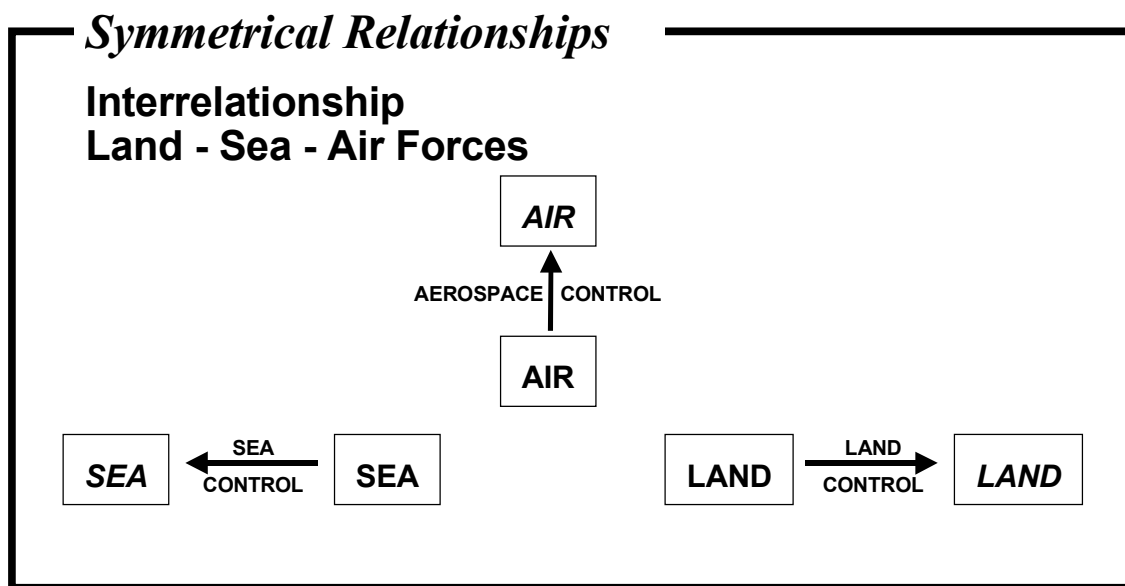 Symmetrical Relationships
Interrelationship
Land - Sea - Air Forces
AIR
AEROSPACE CONTROL
AIR
SEA
SEA
CONTROL
SEA
LAND
LAND
CONTROL
LAND